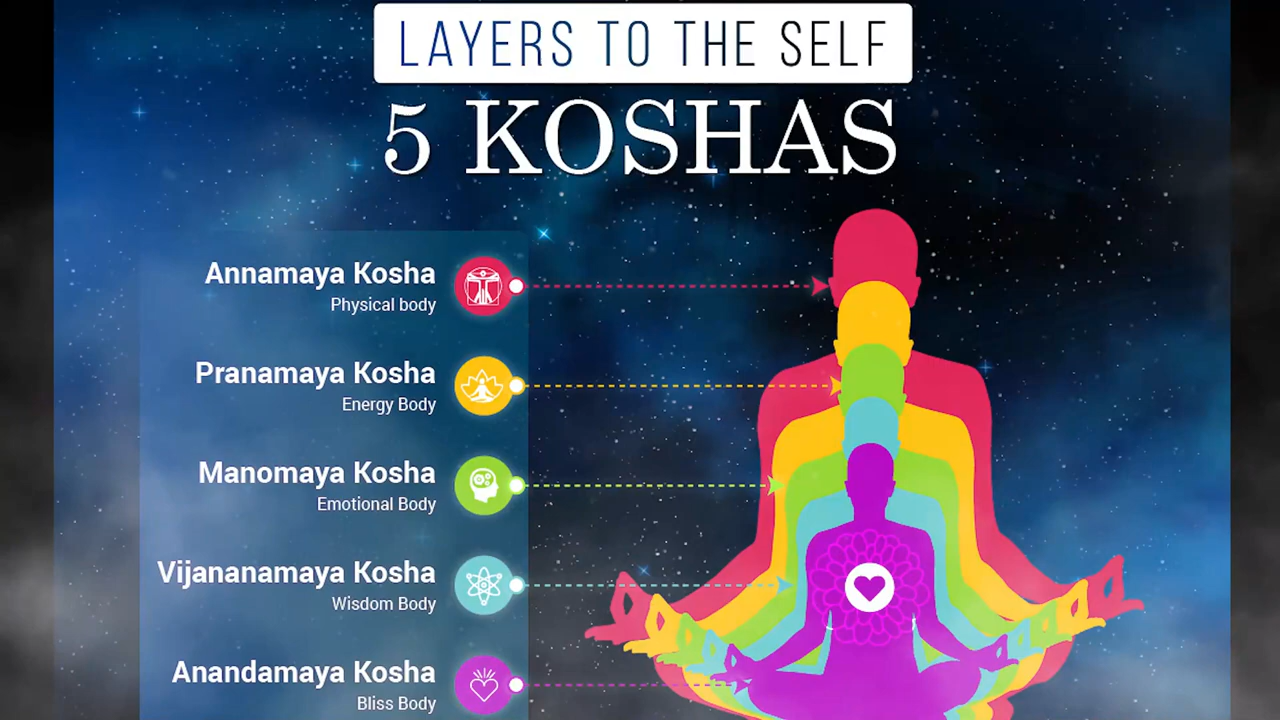 LAYERS TO THE SELF
5 KOSHAS
Annamaya Kosha
Physical body
Pranamaya Kosha
Energy Body
Manomaya Kosha
Emotional Body
Vijananamaya Kosha
Wisdom Body
Anandamaya Kosha
Bliss Body